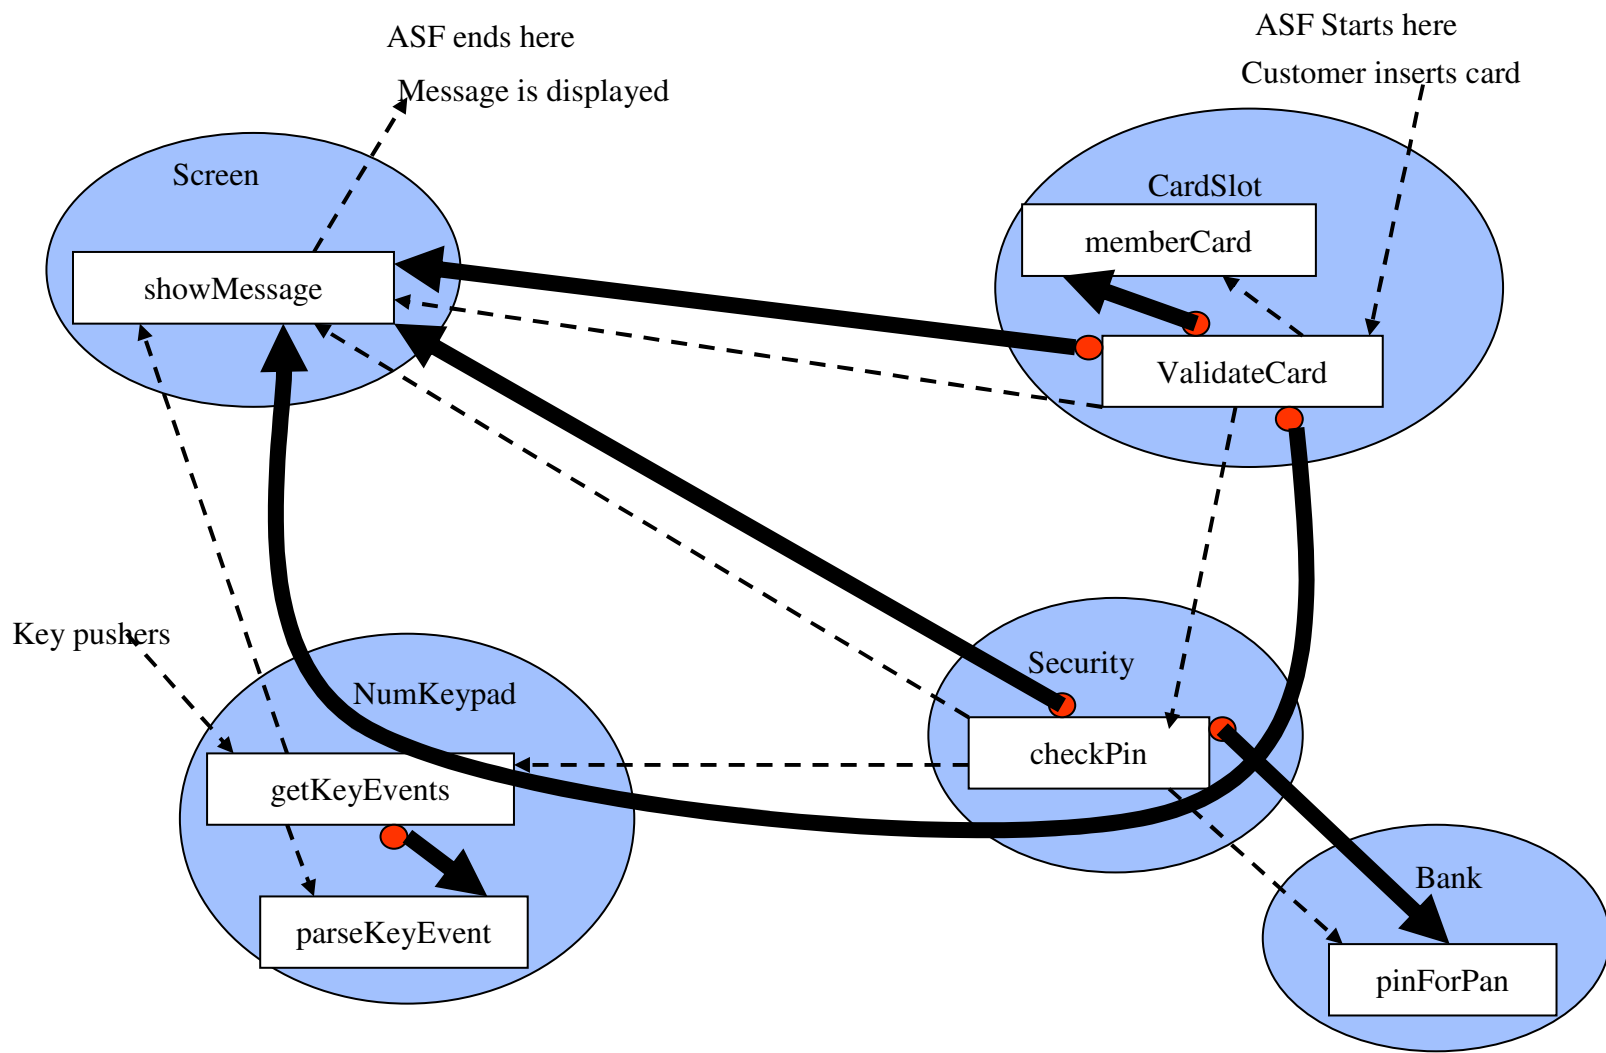 ASF ends here
Message is displayed
ASF Starts here
Customer inserts card
Screen
showMessage
CardSlot
memberCard
ValidateCard
Key pushers
NumKeypad
getKeyEvents
parseKeyEvent
Security
checkPin
Bank
pinForPan